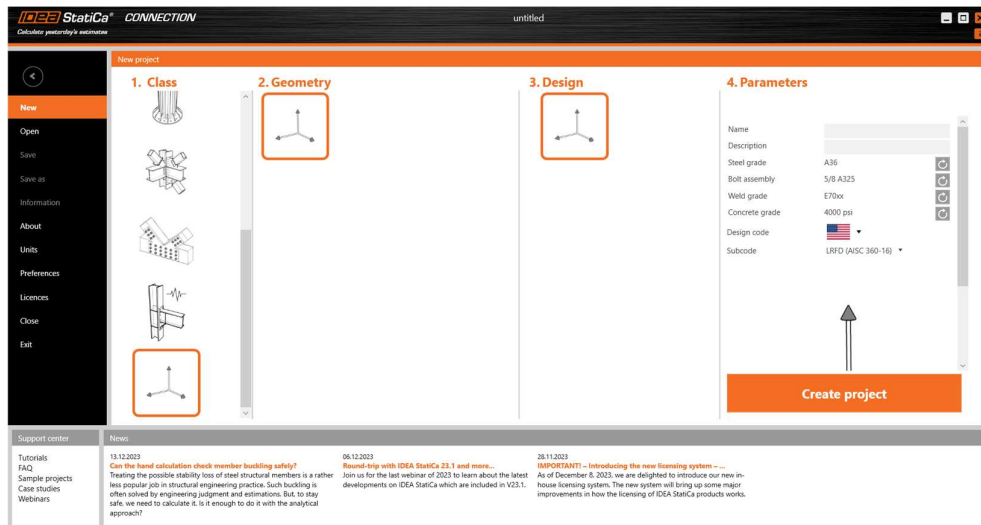 IDEA StatiCa® CONNECTION
untitled
Calculate yesterday's estimates
New project
1. Class
2. Geometry
3. Design
4. Parameters
New
Open
Save
Save as
Information
About
Units
Preferences
Licences
Close
Exit
Name
Description
Steel grade A36
Bolt assembly 5/8 A325
Weld grade E70xx
Concrete grade 4000 psi
Design code
Subcode LRFD (AISC 360-16)
Create project
Support center
Tutorials
FAQ
Sample projects
Case studies
Webinars
News
13.12.2023
Can the hand calculation check member buckling safely?
Treating the possible stability loss of steel structural members is a rather
less popular job in structural engineering practice. Such buckling is
often solved by engineering judgment and estimations. But, to stay
safe, we need to calculate it. Is it enough to do it with the analytical
approach?
06.12.2023
Round-trip with IDEA StatiCa 23.1 and more...
Join us for the last webinar of 2023 to learn about the latest
developments on IDEA StatiCa which are included in V23.1.
28.11.2023
IMPORTANT! – Introducing the new licensing system – ...
As of December 8, 2023, we are delighted to introduce our new in-
house licensing system. The new system will bring up some major
improvements in how the licensing of IDEA StatiCa products works.